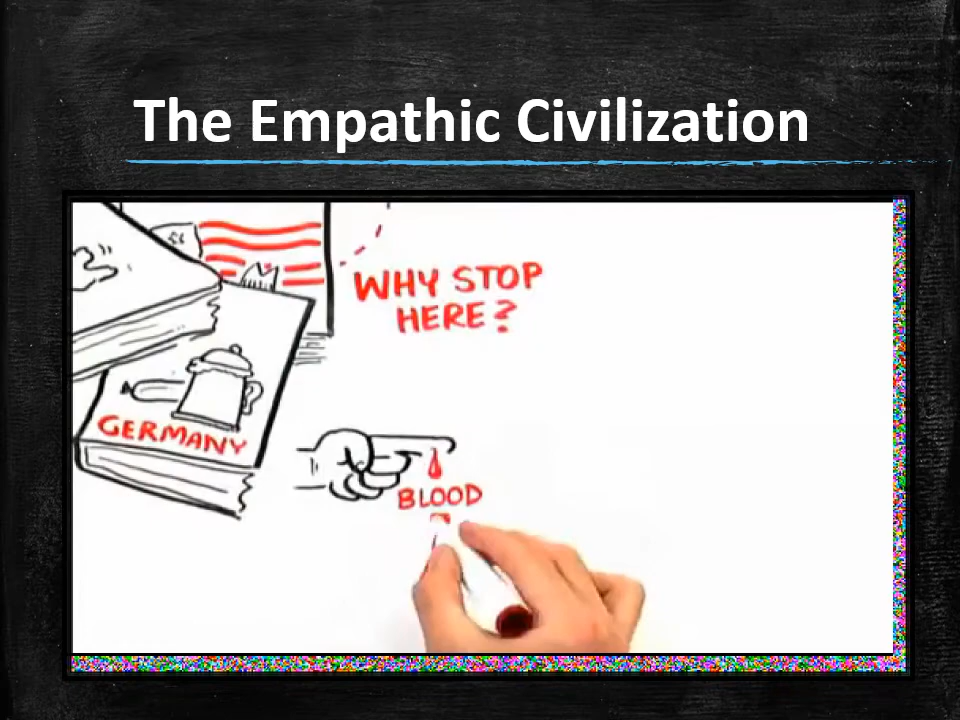 The Empathic Civilization
WHY STOP
HERE?
GERMANY
BLOOD